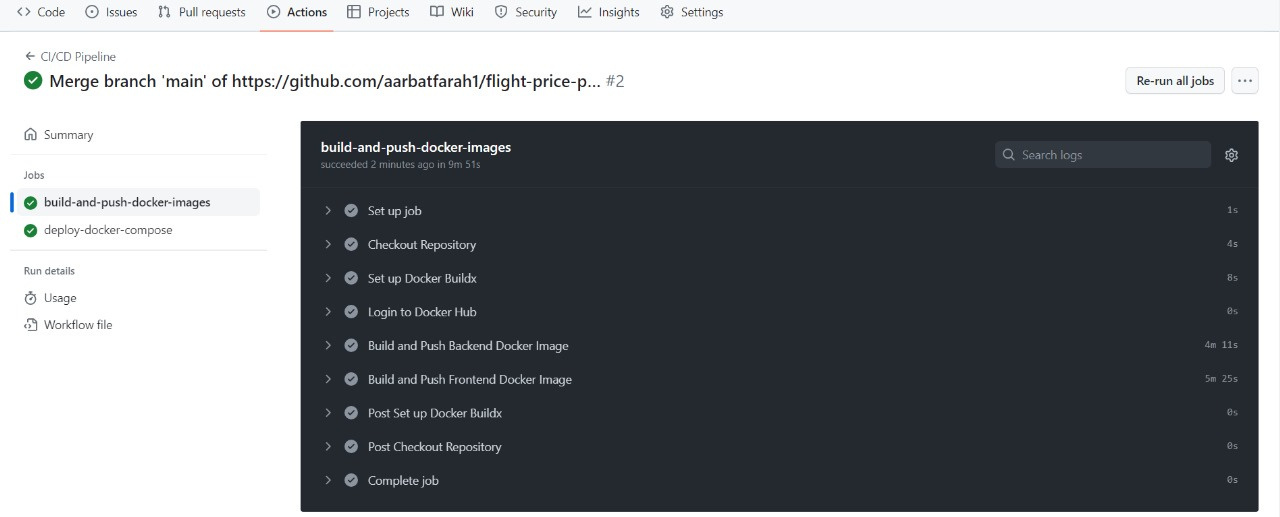 Code Issues Pull requests Actions Projects Wiki Security Insights Settings
CI/CD Pipeline
Merge branch 'main' of https://github.com/aarbatfarah1/flight-price-p... #2
Re-run all jobs ...
Summary
Jobs
build-and-push-docker-images
deploy-docker-compose
Run details
Usage
Workflow file
build-and-push-docker-images
succeeded 2 minutes ago in 9m 51s
Search logs
Set up job 1s
Checkout Repository 4s
Set up Docker Buildx 8s
Login to Docker Hub 0s
Build and Push Backend Docker Image 4m 11s
Build and Push Frontend Docker Image 5m 25s
Post Set up Docker Buildx 0s
Post Checkout Repository 0s
Complete job 0s